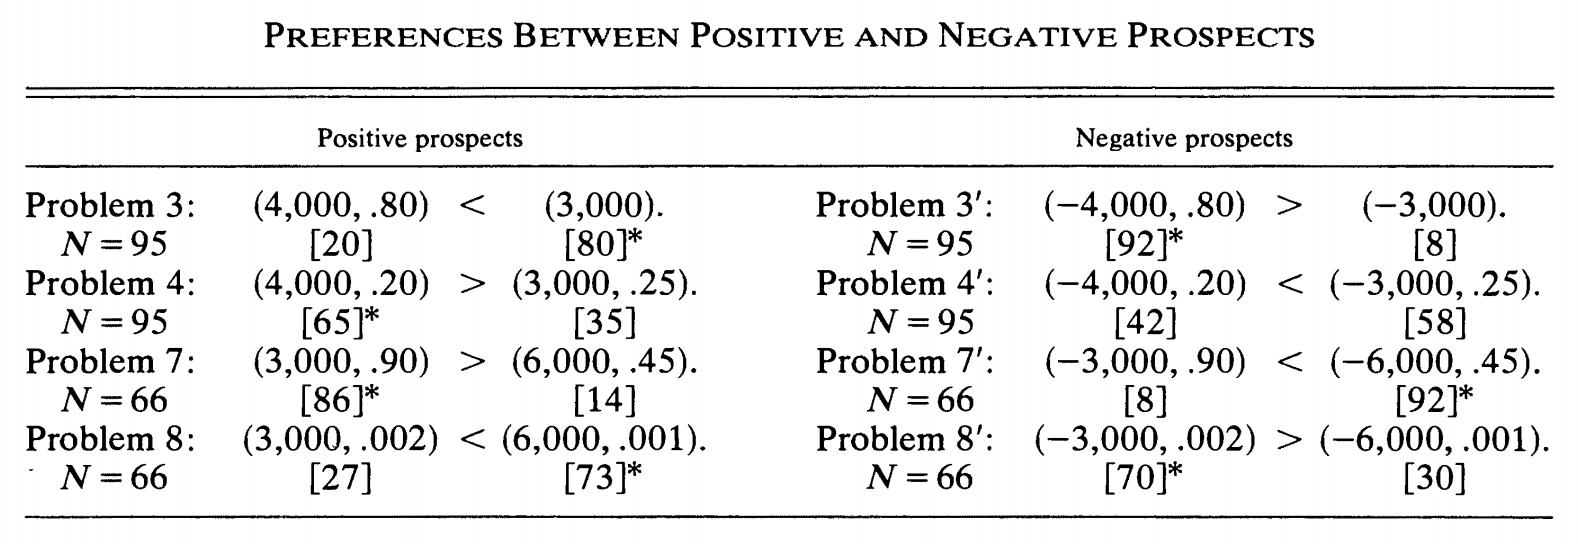 PREFERENCES BETWEEN POSITIVE AND NEGATIVE PROSPECTS
Positive prospects Negative prospects
Problem 3: (4,000, .80) < (3,000). Problem 3′: (−4,000, .80) > (−3,000).
N = 95 [20] [80]* N = 95 [92]* [8]
Problem 4: (4,000, .20) > (3,000, .25). Problem 4′: (−4,000, .20) < (−3,000, .25).
N = 95 [65]* [35] N = 95 [42] [58]
Problem 7: (3,000, .90) > (6,000, .45). Problem 7′: (−3,000, .90) < (−6,000, .45).
N = 66 [86]* [14] N = 66 [8] [92]*
Problem 8: (3,000, .002) < (6,000, .001). Problem 8′: (−3,000, .002) > (−6,000, .001).
N = 66 [27] [73]* N = 66 [70]* [30]